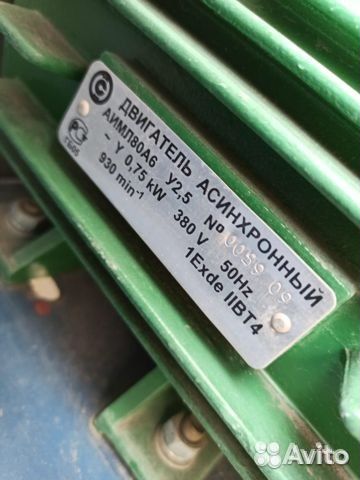 ДВИГАТЕЛЬ АСИНХРОННЫЙ
АИМЛ80А6 У2,5 № 0059 09
~ Y 0,75 kW 380 V 50Hz
930 min⁻¹ 1Exde IIBT4
ГБ05
Avito